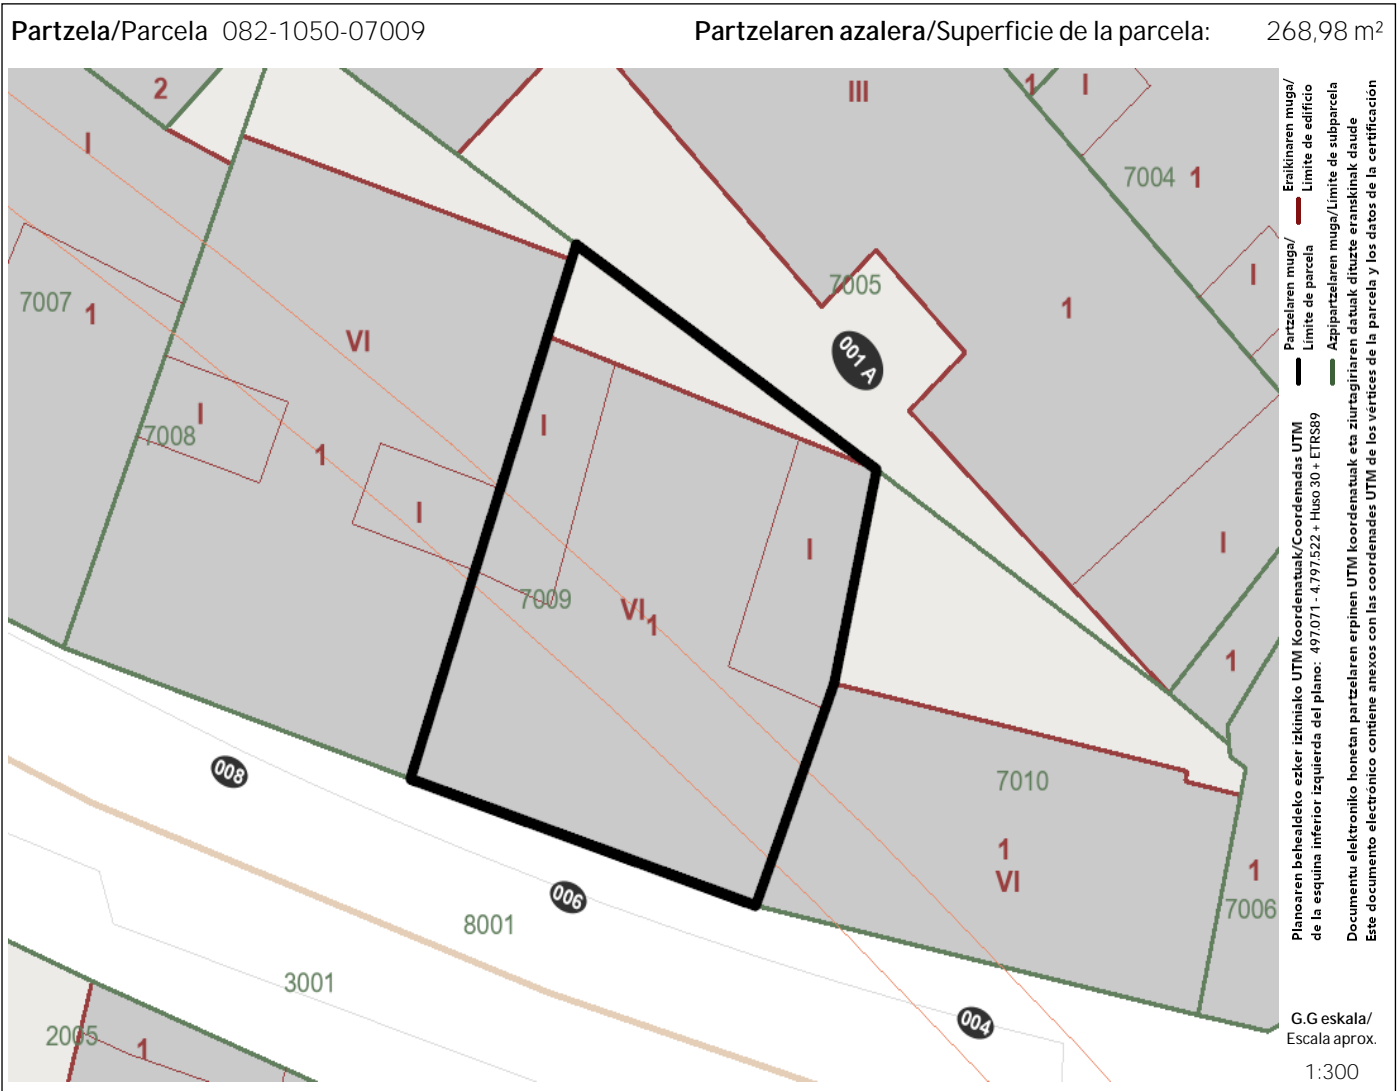 Partzela/Parcela 082-1050-07009
Partzelaren azalera/Superficie de la parcela: 268,98 m²
2
III
1
I
I
7004 1
7005
I
7007
1
1
VI
001 A
I
I
7008
1
I
I
I
7009
VI
1
1
008
7010
1
VI
1
7006
006
8001
3001
004
2005
1
Eraikinaren muga/
Límite de edificio
Partzelaren muga/
Límite de parcela
Azpipartzelaren muga/Límite de subparcela
Planoaren behealdeko ezker izkiniako UTM Koordenatuak/Coordenadas UTM
de la esquina inferior izquierda del plano: 497.071 - 4.797.522 + Huso 30 + ETRS89
Documentu elektroniko honetan partzelaren erpinen UTM koordenatuak eta ziurtagiriaren datuak dituzte eranskinak daude
Este documento electrónico contiene anexos con las coordenades UTM de los vértices de la parcela y los datos de la certificación
G.G eskala/
Escala aprox.
1:300